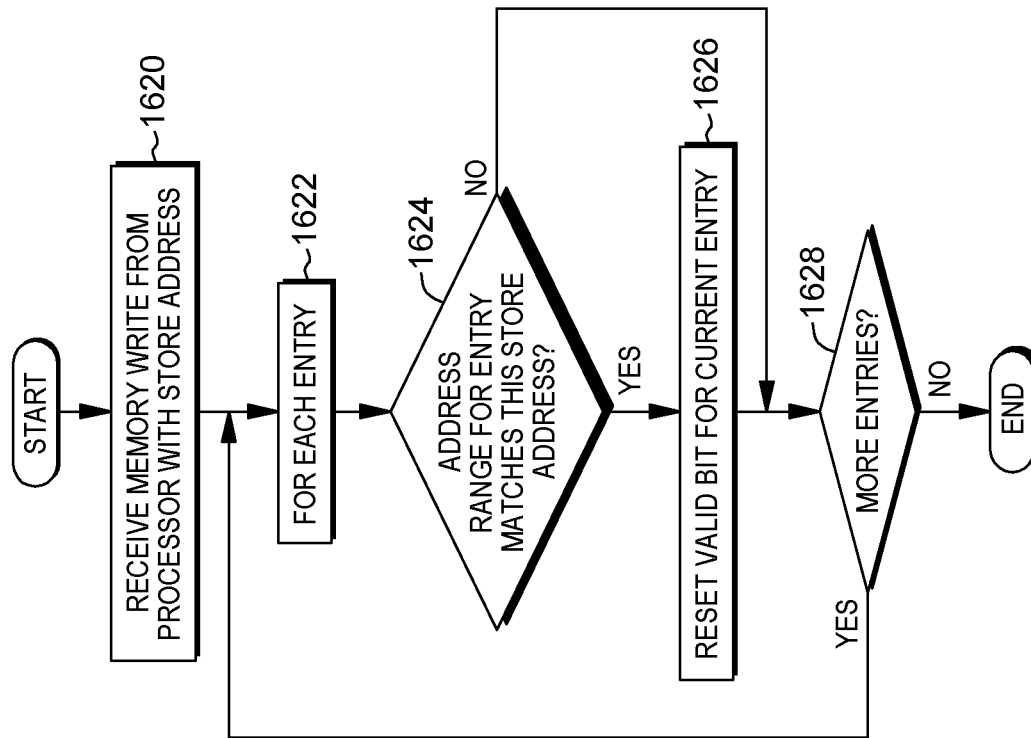 START
1620
RECEIVE MEMORY WRITE FROM
PROCESSOR WITH STORE ADDRESS
1622
FOR EACH ENTRY
1624
ADDRESS
RANGE FOR ENTRY
MATCHES THIS STORE
ADDRESS?
NO
YES
1626
RESET VALID BIT FOR CURRENT ENTRY
1628
MORE ENTRIES?
YES
NO
END